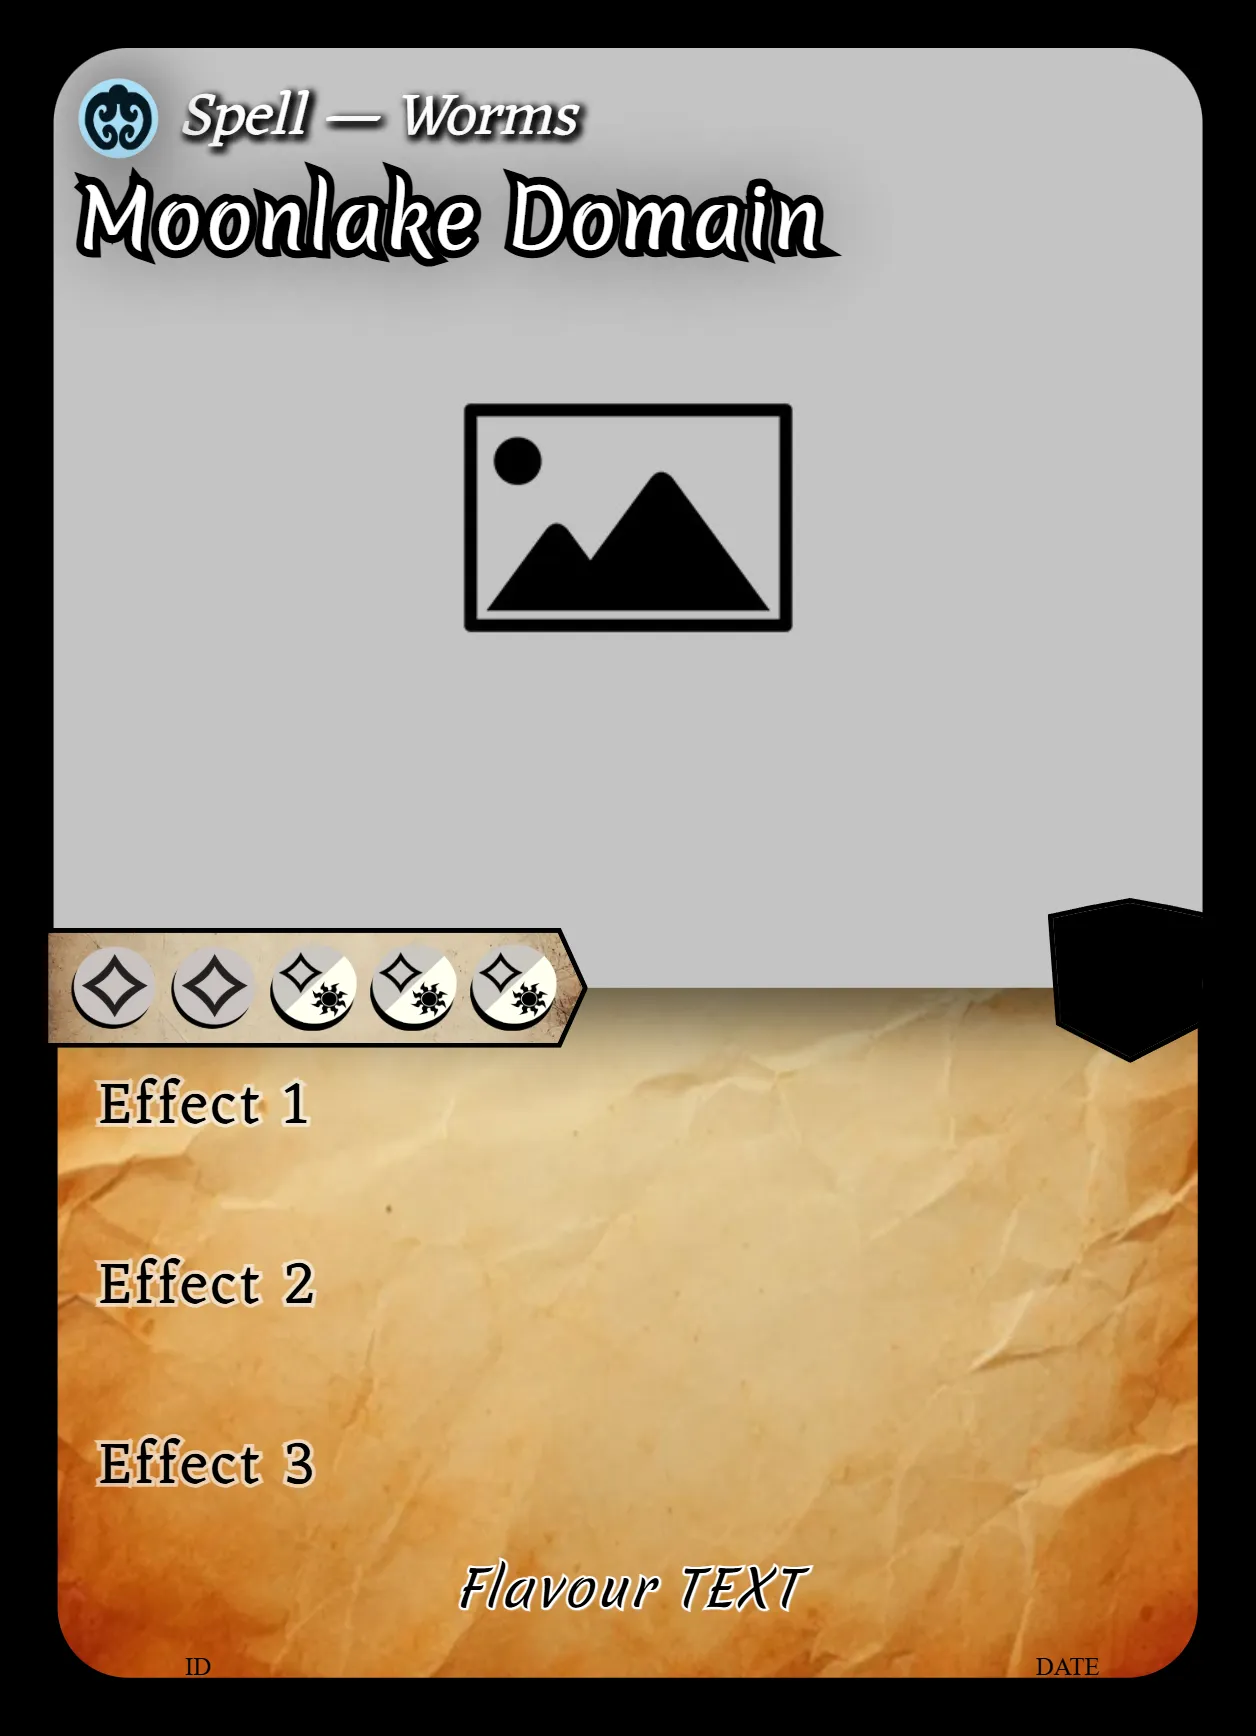 Spell — Worms
Moonlake Domain
Effect 1
Effect 2
Effect 3
Flavour TEXT
ID
DATE